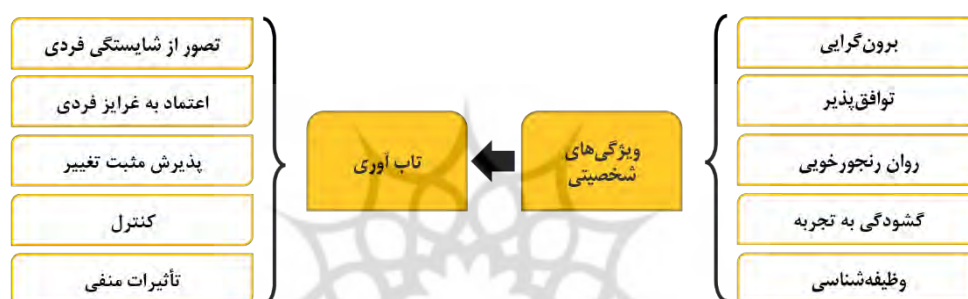 برون‌گرایی
توافق‌پذیر
روان رنجورخویی
گشودگی به تجربه
وظیفه‌شناسی
ویژگی‌های
شخصیتی
تاب آوری
تصور از شایستگی فردی
اعتماد به غرایز فردی
پذیرش مثبت تغییر
کنترل
تأثیرات منفی